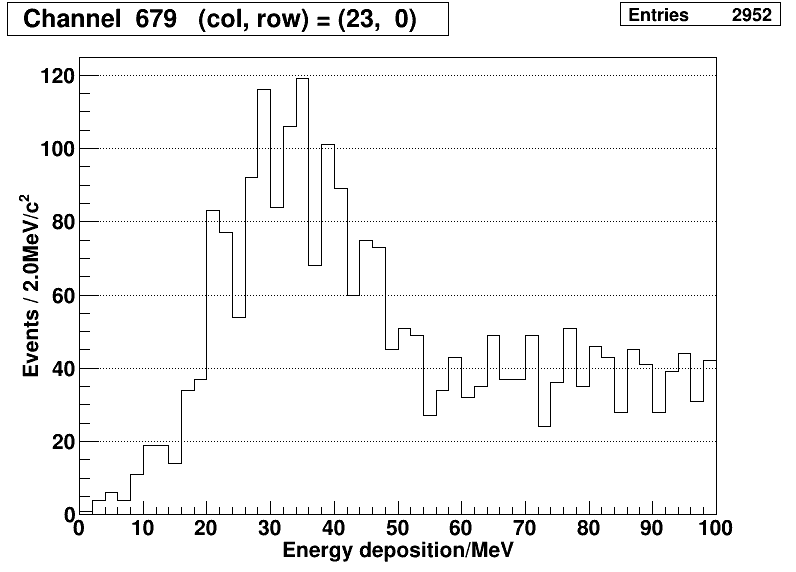 Channel 679 (col, row) = (23, 0)
Entries 2952
Events / 2.0MeV/c²
120
100
80
60
40
20
0
0 10 20 30 40 50 60 70 80 90 100
Energy deposition/MeV